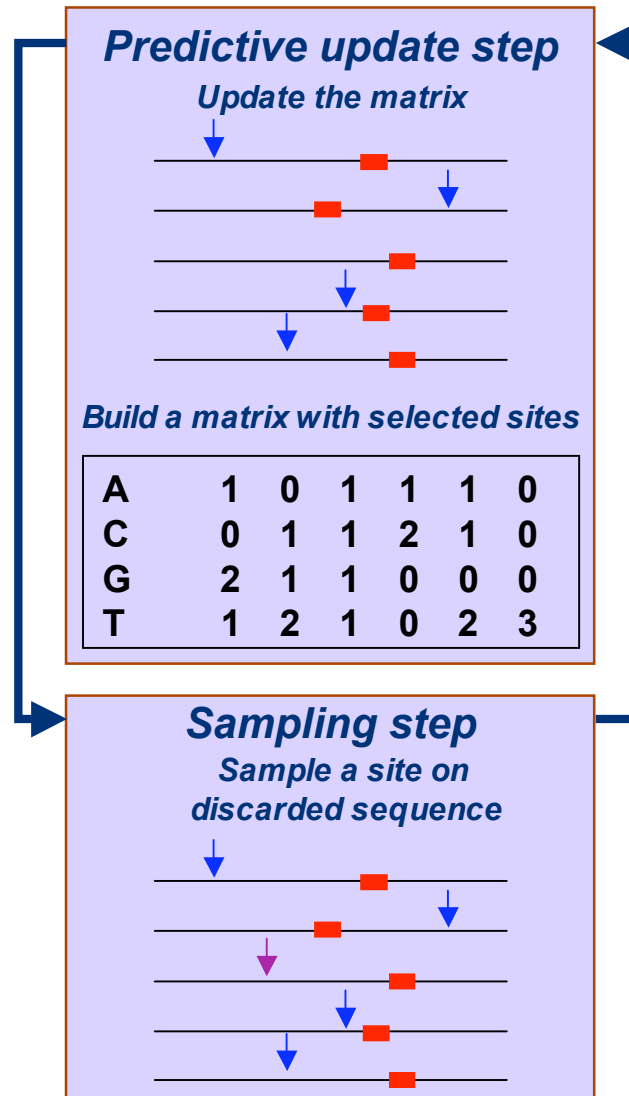 Predictive update step
Update the matrix
Build a matrix with selected sites
A 1 0 1 1 1 0
C 0 1 1 2 1 0
G 2 1 1 0 0 0
T 1 2 1 0 2 3
Sampling step
Sample a site on
discarded sequence